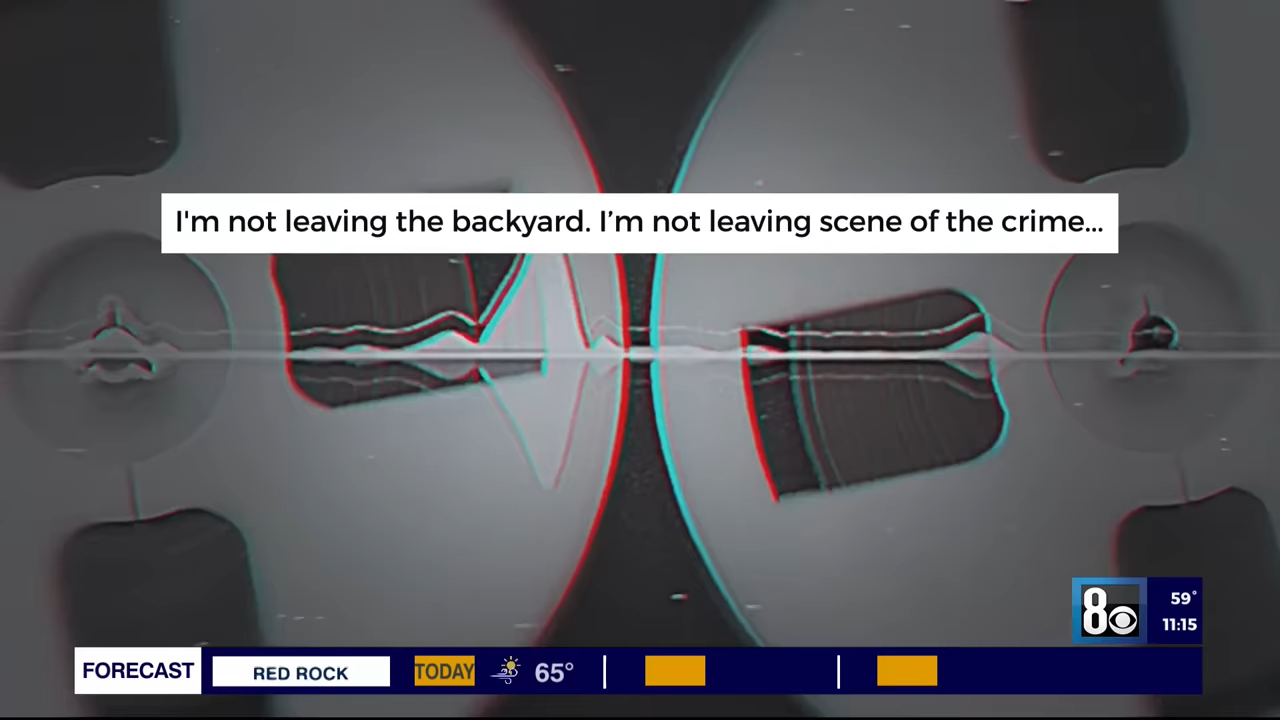 I'm not leaving the backyard. I’m not leaving scene of the crime...
8
59°
11:15
FORECAST
RED ROCK
TODAY
65°